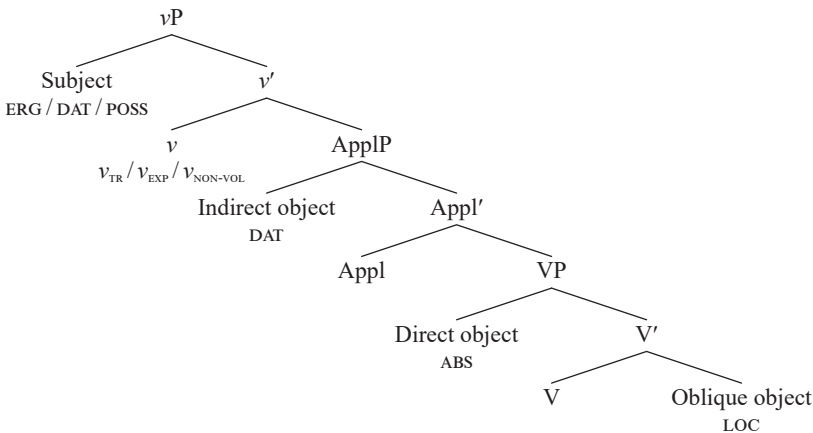 vP
Subject
ERG / DAT / POSS
v′
v
vTR / vEXP / vNON-VOL
ApplP
Indirect object
DAT
Appl′
Appl
VP
Direct object
ABS
V′
V
Oblique object
LOC